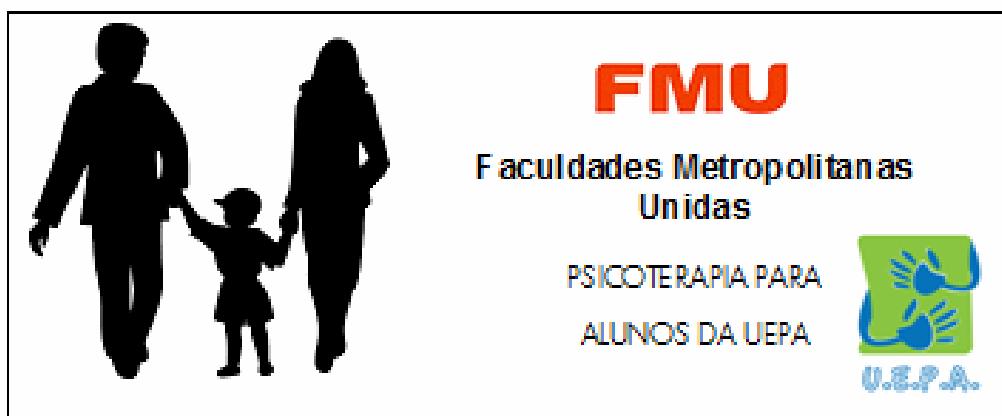 FMU
Faculdades Metropolitanas
Unidas
PSICOTERAPIA PARA
ALUNOS DA UEPA
U.E.P.A.